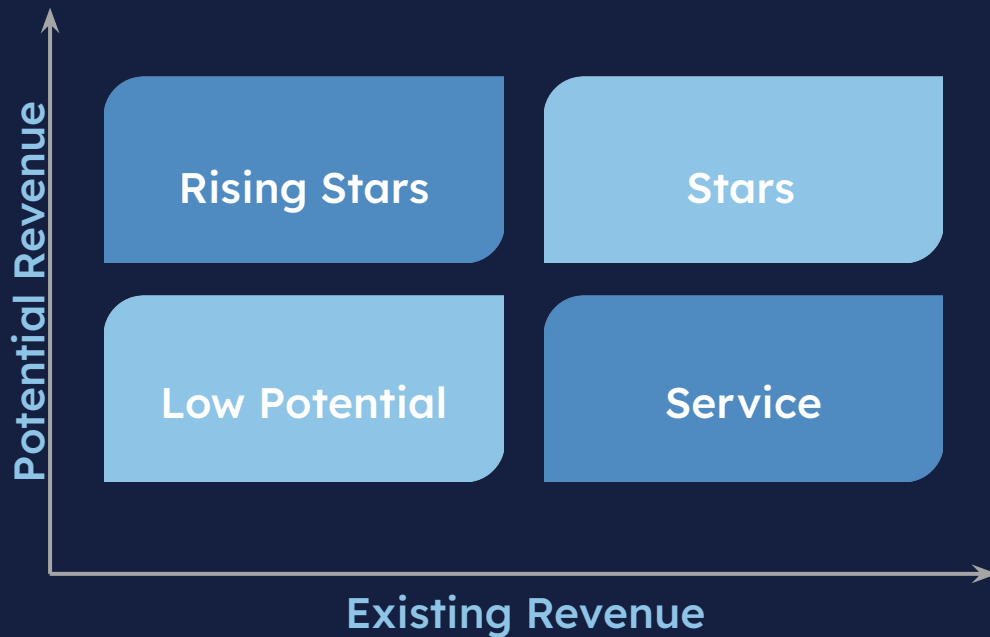 Potential Revenue
Rising Stars
Stars
Low Potential
Service
Existing Revenue